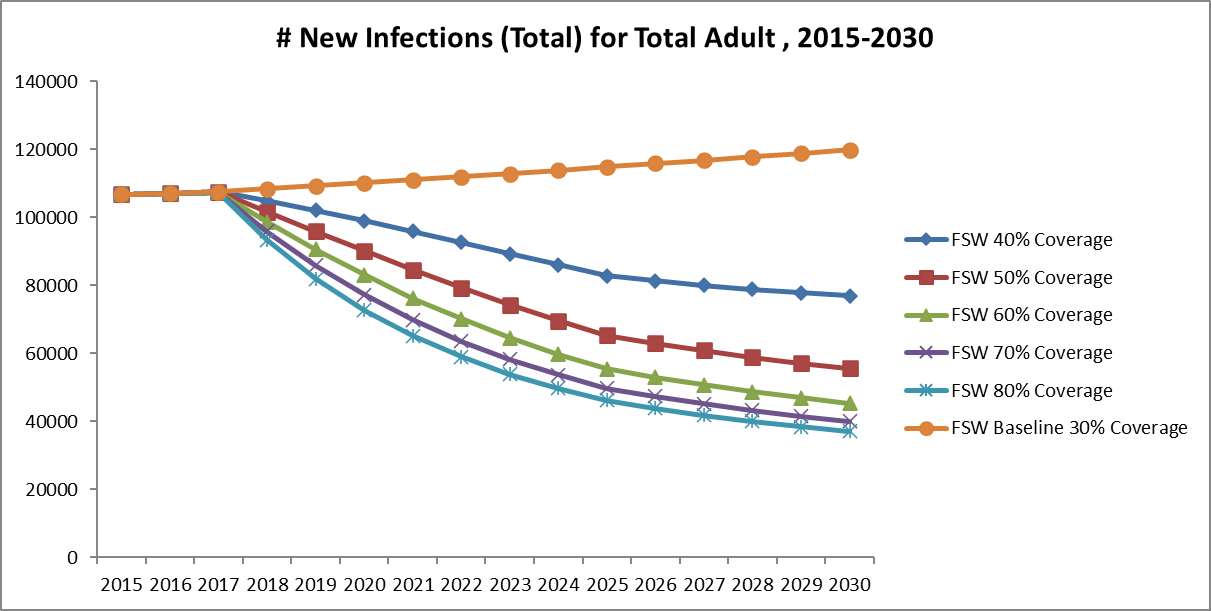 # New Infections (Total) for Total Adult , 2015-2030
140000
120000
100000
80000
60000
40000
20000
0
2015 2016 2017 2018 2019 2020 2021 2022 2023 2024 2025 2026 2027 2028 2029 2030
FSW 40% Coverage
FSW 50% Coverage
FSW 60% Coverage
FSW 70% Coverage
FSW 80% Coverage
FSW Baseline 30% Coverage